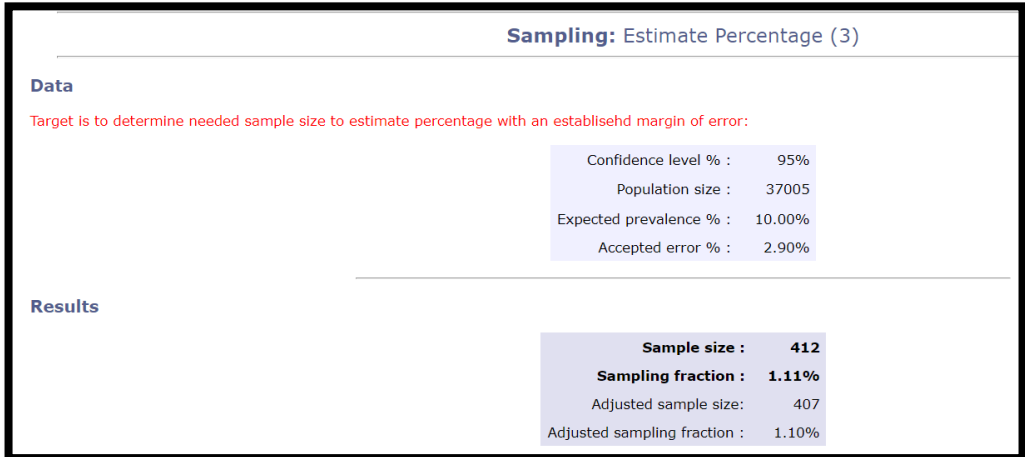 Sampling: Estimate Percentage (3)
Data
Target is to determine needed sample size to estimate percentage with an establisehd margin of error:
Confidence level % : 95%
Population size : 37005
Expected prevalence % : 10.00%
Accepted error % : 2.90%
Results
Sample size : 412
Sampling fraction : 1.11%
Adjusted sample size: 407
Adjusted sampling fraction : 1.10%